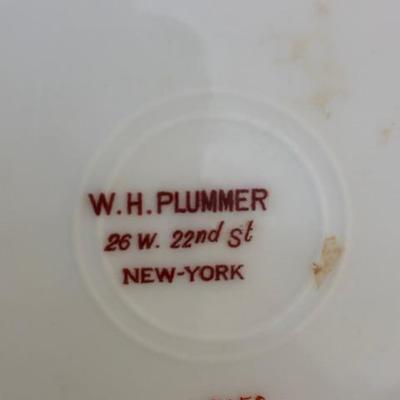 W.H. PLUMMER
26 W. 22nd St
NEW-YORK